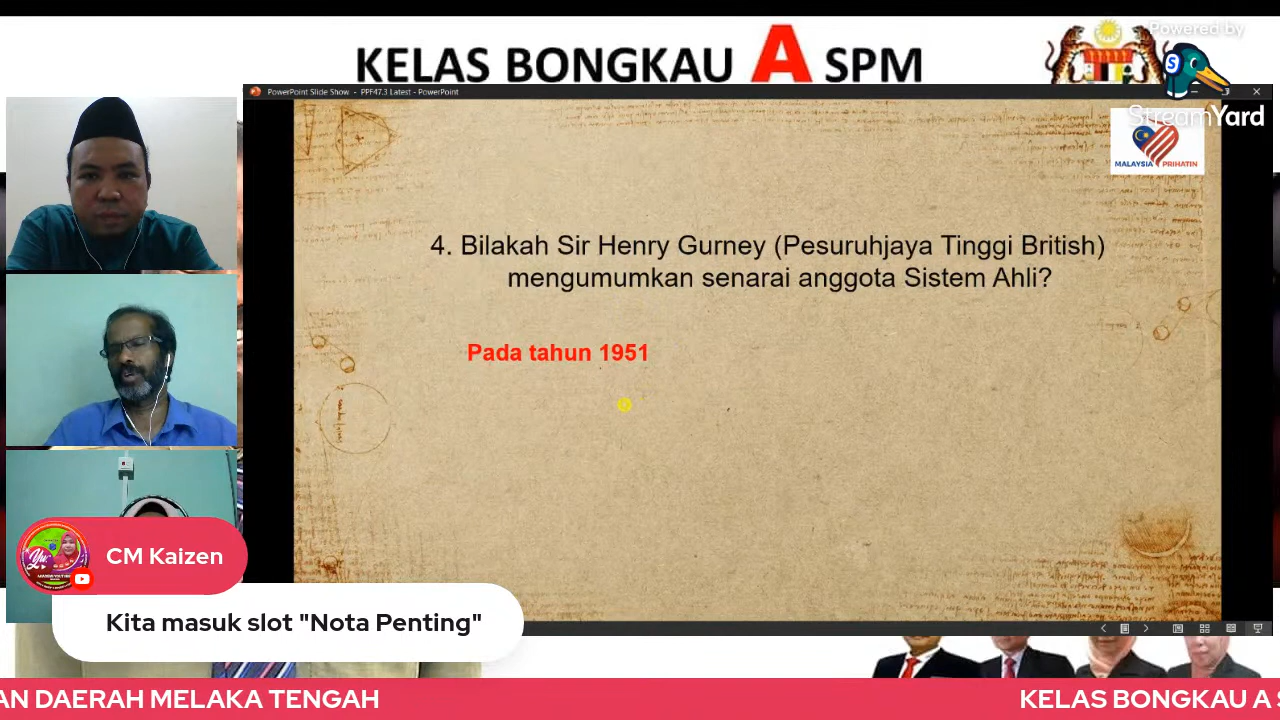 KELAS BONGKAU A SPM
Powered by
StreamYard
PowerPoint Slide Show - PPF47.3 Latest - PowerPoint
MALAYSIA PRIHATIN
4. Bilakah Sir Henry Gurney (Pesuruhjaya Tinggi British)
mengumumkan senarai anggota Sistem Ahli?
Pada tahun 1951
CM Kaizen
Kita masuk slot "Nota Penting"
AN DAERAH MELAKA TENGAH
KELAS BONGKAU A S